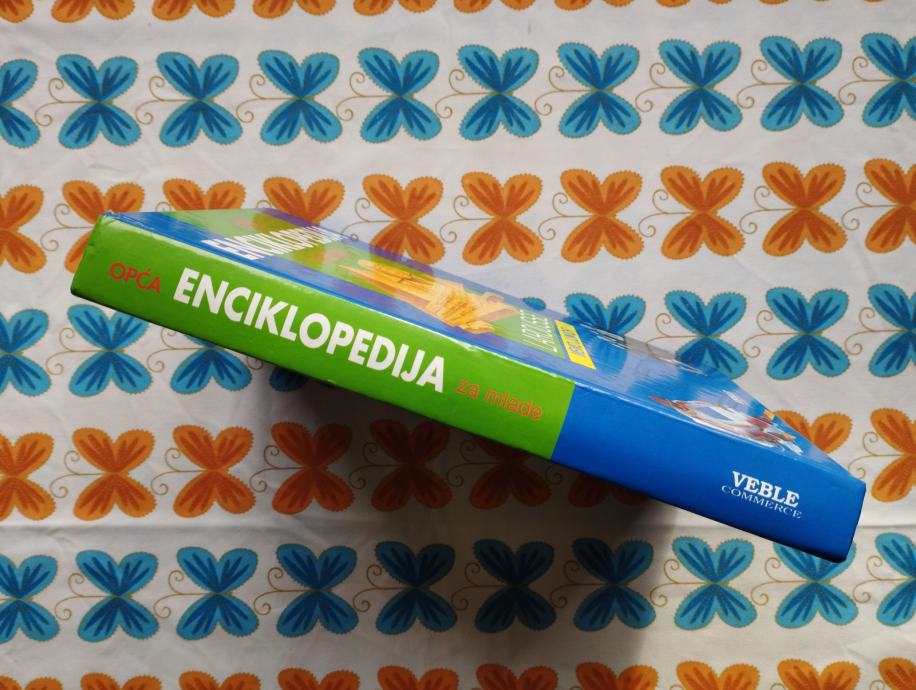 OPĆA ENCIKLOPEDIJA za mlade
VEBLE
COMMERCE